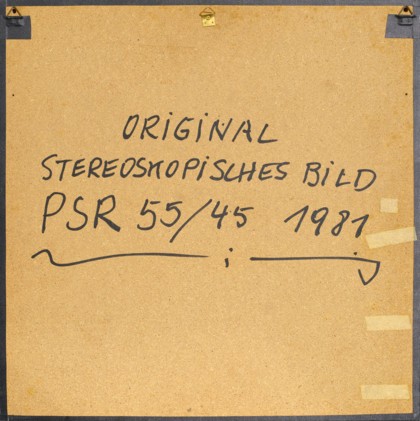 ORIGINAL
STEREOSKOPISCHES BILD
PSR 55/45 1981